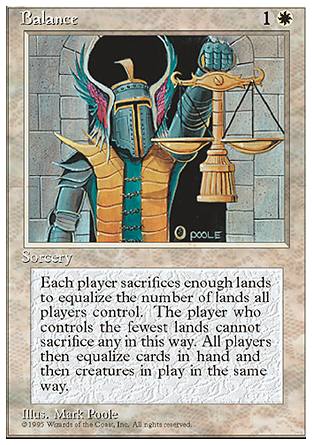 Balance 1
POOLE
Sorcery
Each player sacrifices enough lands
to equalize the number of lands all
players control. The player who
controls the fewest lands cannot
sacrifice any in this way. All players
then equalize cards in hand and
then creatures in play in the same
way.
Illus. Mark Poole
©1995 Wizards of the Coast, Inc. All rights reserved.